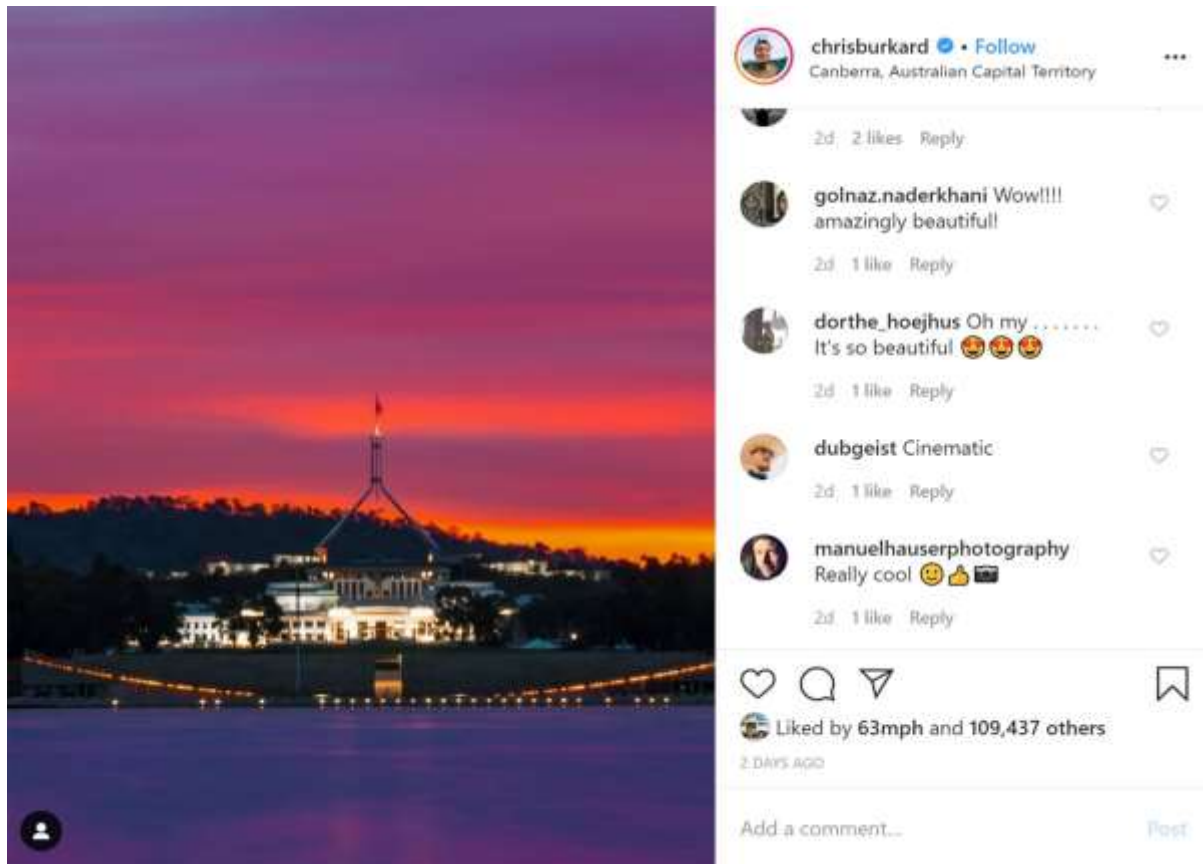 chrisburkard • Follow
Canberra, Australian Capital Territory
2d 2 likes Reply
golnaz.naderkhani Wow!!!!
amazingly beautiful!
2d 1 like Reply
dorthe_hoejhus Oh my . . . . . . .
It's so beautiful 🤩🤩🤩
2d 1 like Reply
dubgeist Cinematic
2d 1 like Reply
manuelhauserphotography
Really cool 🙂👍📷
2d 1 like Reply
Liked by 63mph and 109,437 others
2 DAYS AGO
Add a comment...
Post